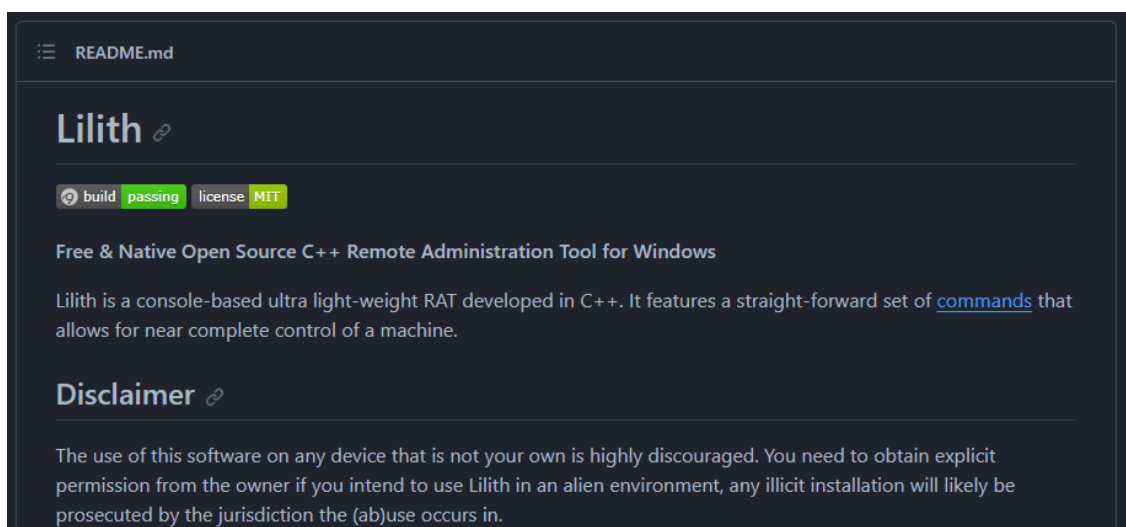 README.md
Lilith
build passing license MIT
Free & Native Open Source C++ Remote Administration Tool for Windows
Lilith is a console-based ultra light-weight RAT developed in C++. It features a straight-forward set of commands that
allows for near complete control of a machine.
Disclaimer
The use of this software on any device that is not your own is highly discouraged. You need to obtain explicit
permission from the owner if you intend to use Lilith in an alien environment, any illicit installation will likely be
prosecuted by the jurisdiction the (ab)use occurs in.